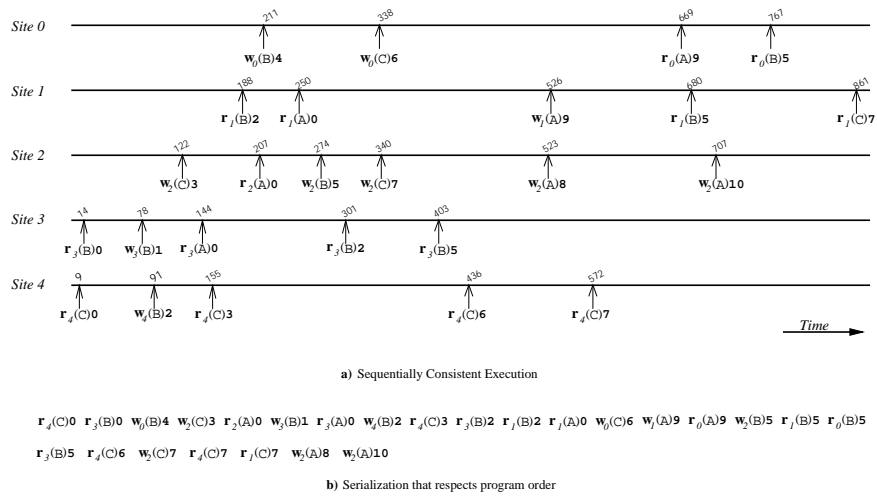 211 338 669 767
Site 0
w0(B)4 w0(C)6 r0(A)9 r0(B)5
188 250 526 680 861
Site 1
r1(B)2 r1(A)0 w1(A)9 r1(B)5 r1(C)7
122 207 274 340 523 707
Site 2
w2(C)3 r2(A)0 w2(B)5 w2(C)7 w2(A)8 w2(A)10
14 78 144 301 403
Site 3
r3(B)0 w3(B)1 r3(A)0 r3(B)2 r3(B)5
9 91 155 436 572
Site 4
r4(C)0 w4(B)2 r4(C)3 r4(C)6 r4(C)7
Time
a) Sequentially Consistent Execution
r4(C)0 r3(B)0 w0(B)4 w2(C)3 r2(A)0 w3(B)1 r3(A)0 w4(B)2 r4(C)3 r3(B)2 r1(B)2 r1(A)0 w0(C)6 w1(A)9 r0(A)9 w2(B)5 r1(B)5 r0(B)5
r3(B)5 r4(C)6 w2(C)7 r4(C)7 r1(C)7 w2(A)8 w2(A)10
b) Serialization that respects program order